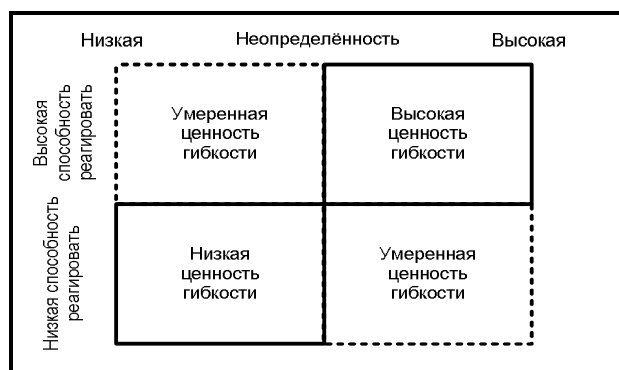 Низкая Неопределённость Высокая
Высокая
способность
реагировать
Умеренная
ценность
гибкости
Высокая
ценность
гибкости
Низкая способность
реагировать
Низкая
ценность
гибкости
Умеренная
ценность
гибкости